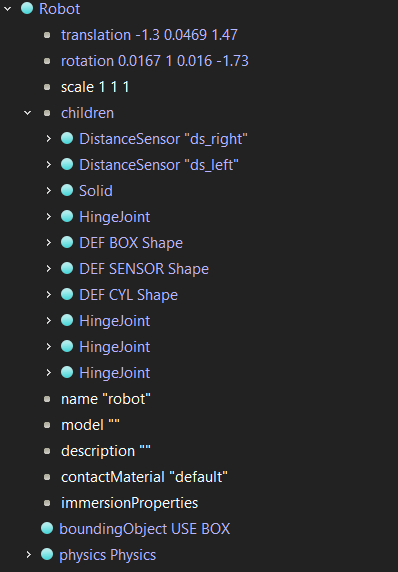 Robot
translation -1.3 0.0469 1.47
rotation 0.0167 1 0.016 -1.73
scale 1 1 1
children
DistanceSensor "ds_right"
DistanceSensor "ds_left"
Solid
HingeJoint
DEF BOX Shape
DEF SENSOR Shape
DEF CYL Shape
HingeJoint
HingeJoint
HingeJoint
name "robot"
model ""
description ""
contactMaterial "default"
immersionProperties
boundingObject USE BOX
physics Physics